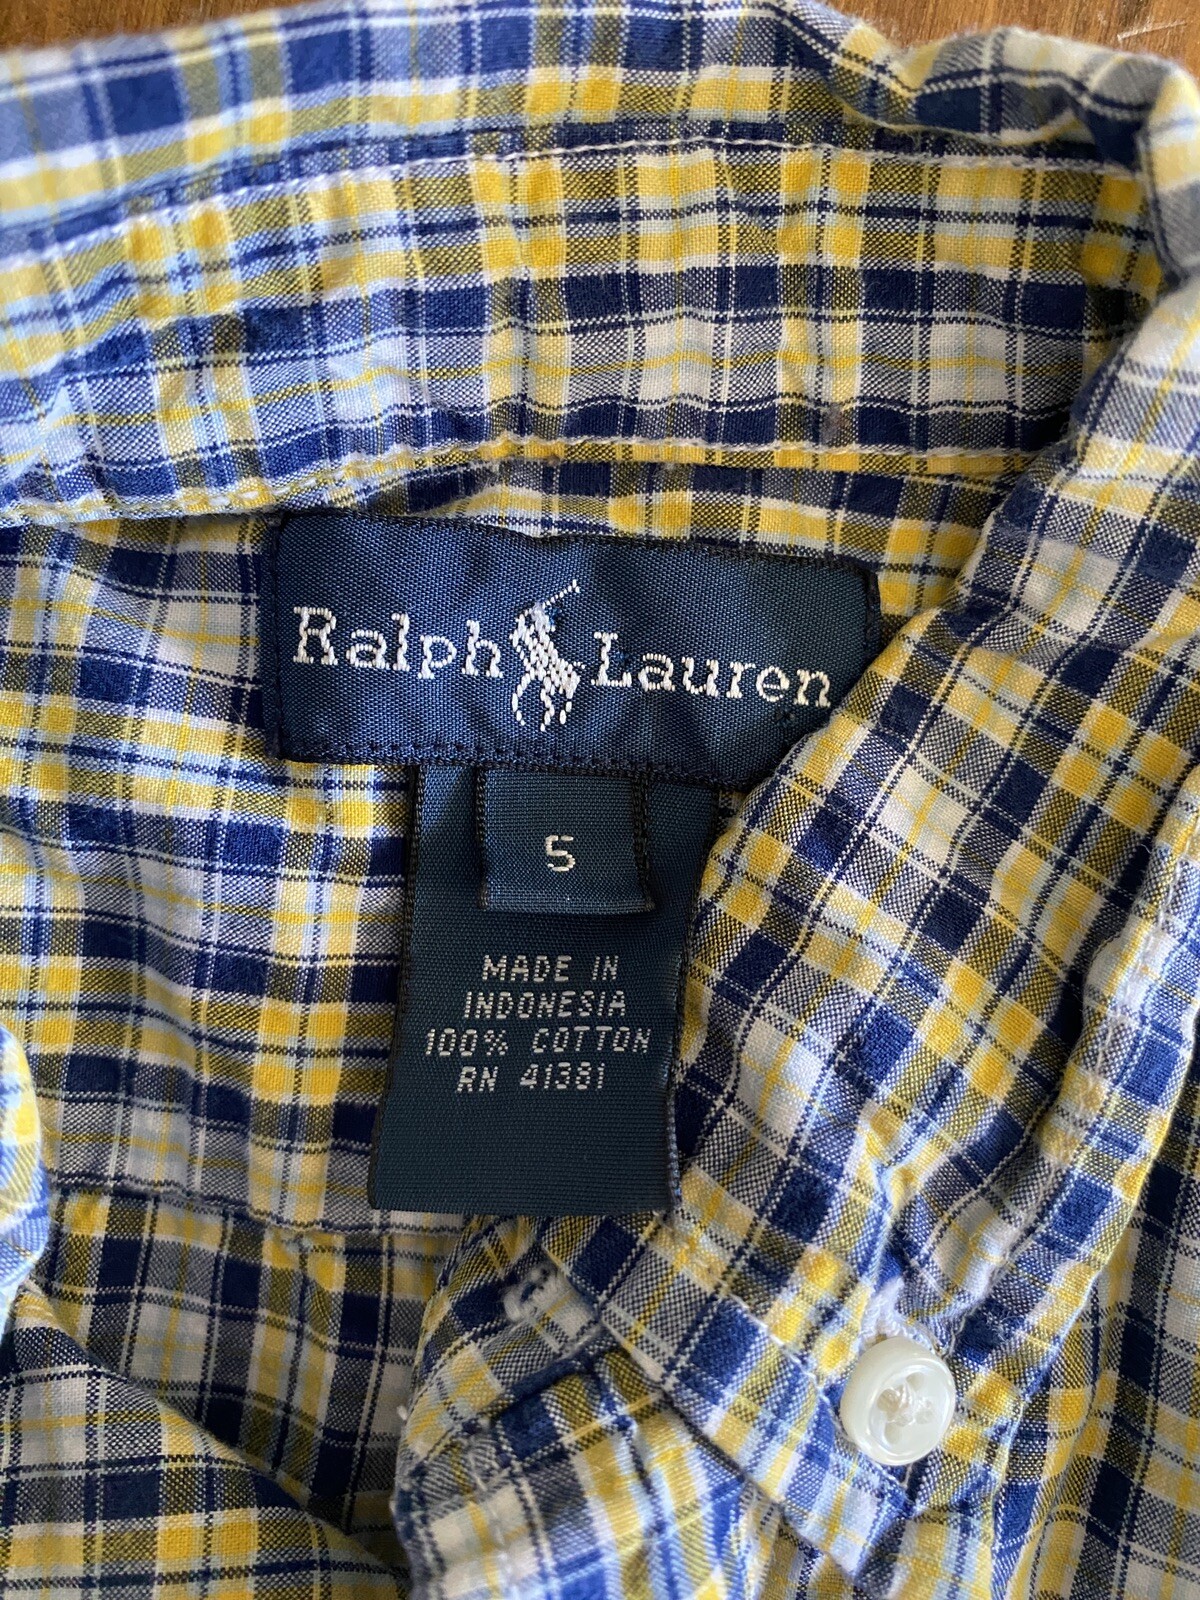 Ralph Lauren
5
MADE IN
INDONESIA
100% COTTON
RN 41381